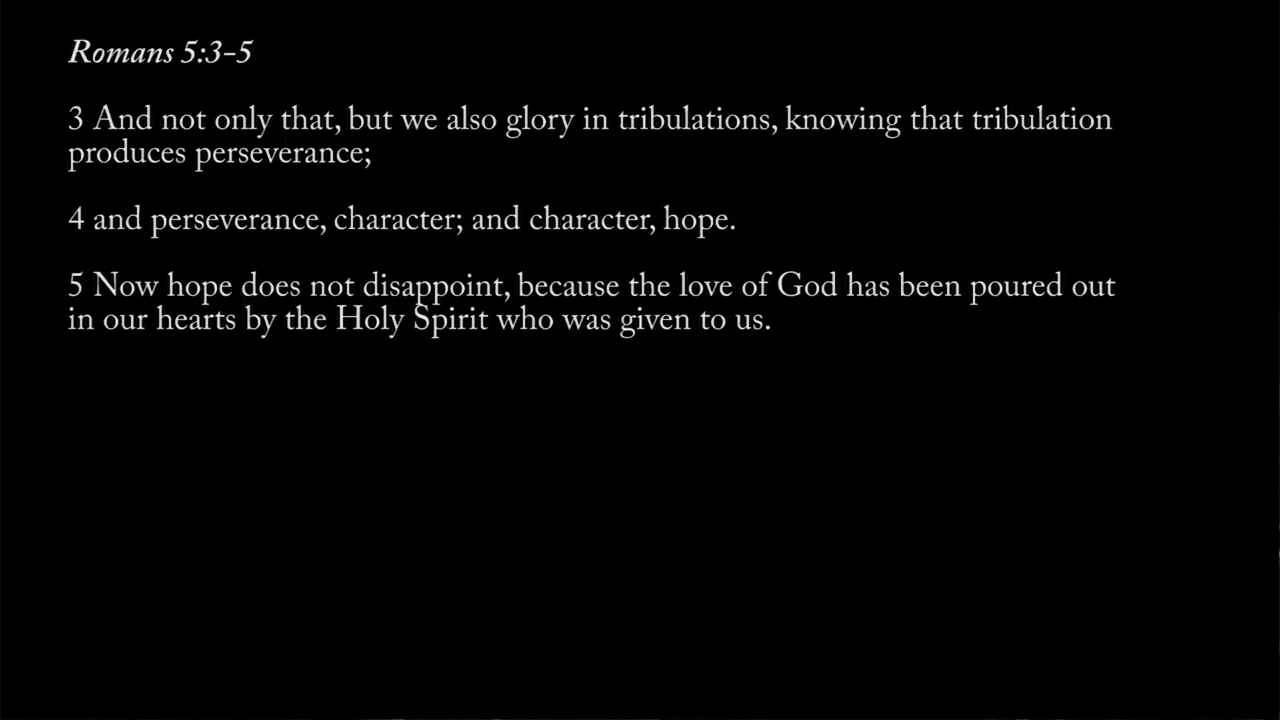 Romans 5:3-5
3 And not only that, but we also glory in tribulations, knowing that tribulation
produces perseverance;
4 and perseverance, character; and character, hope.
5 Now hope does not disappoint, because the love of God has been poured out
in our hearts by the Holy Spirit who was given to us.